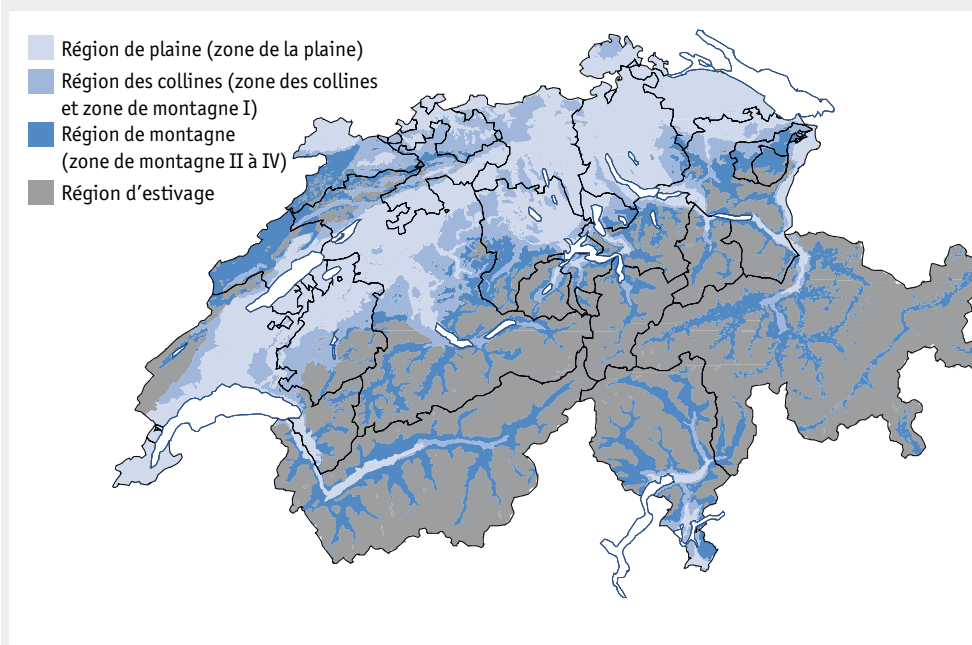 Région de plaine (zone de la plaine)
Région des collines (zone des collines
et zone de montagne I)
Région de montagne
(zone de montagne II à IV)
Région d'estivage